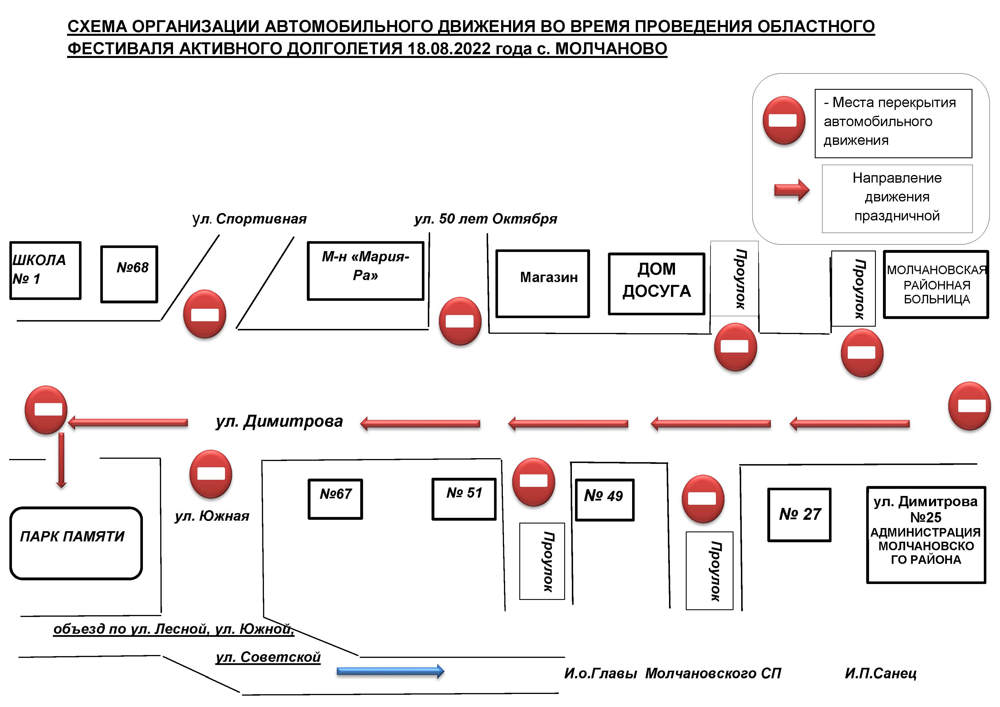 СХЕМА ОРГАНИЗАЦИИ АВТОМОБИЛЬНОГО ДВИЖЕНИЯ ВО ВРЕМЯ ПРОВЕДЕНИЯ ОБЛАСТНОГО
ФЕСТИВАЛЯ АКТИВНОГО ДОЛГОЛЕТИЯ 18.08.2022 года с. МОЛЧАНОВО
- Места перекрытия
автомобильного
движения
Направление
движения
праздничной
ул. Спортивная
ул. 50 лет Октября
ШКОЛА
№ 1
№68
М-н «Мария-
Ра»
Магазин
ДОМ
ДОСУГА
Проулок
Проулок
МОЛЧАНОВСКАЯ
РАЙОННАЯ
БОЛЬНИЦА
ул. Димитрова
ул. Южная
№67
№ 51
№ 49
№ 27
ул. Димитрова
№25
АДМИНИСТРАЦИЯ
МОЛЧАНОВСКО
ГО РАЙОНА
ПАРК ПАМЯТИ
Проулок
Проулок
объезд по ул. Лесной, ул. Южной,
ул. Советской
И.о.Главы Молчановского СП И.П.Санец